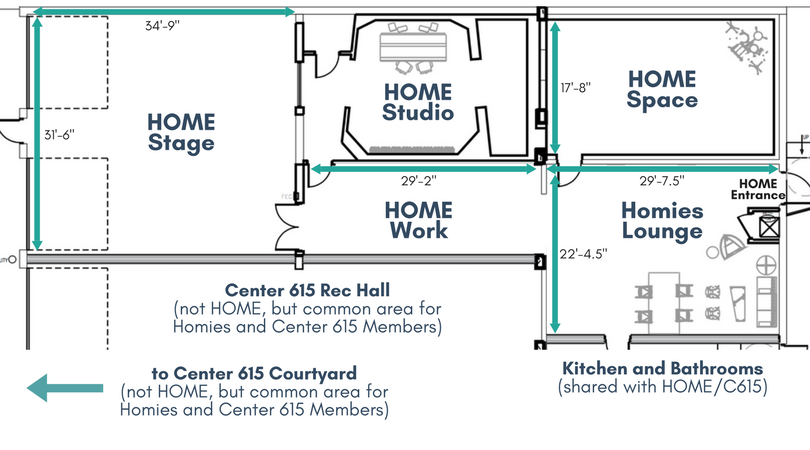 34'-9"
HOME
Stage
31'-6"
HOME
Studio
17'-8"
HOME
Space
29'-2"
29'-7.5"
HOME
Entrance
HOME
Work
Homies
Lounge
22'-4.5"
Center 615 Rec Hall
(not HOME, but common area for
Homies and Center 615 Members)
to Center 615 Courtyard
(not HOME, but common area for
Homies and Center 615 Members)
Kitchen and Bathrooms
(shared with HOME/C615)